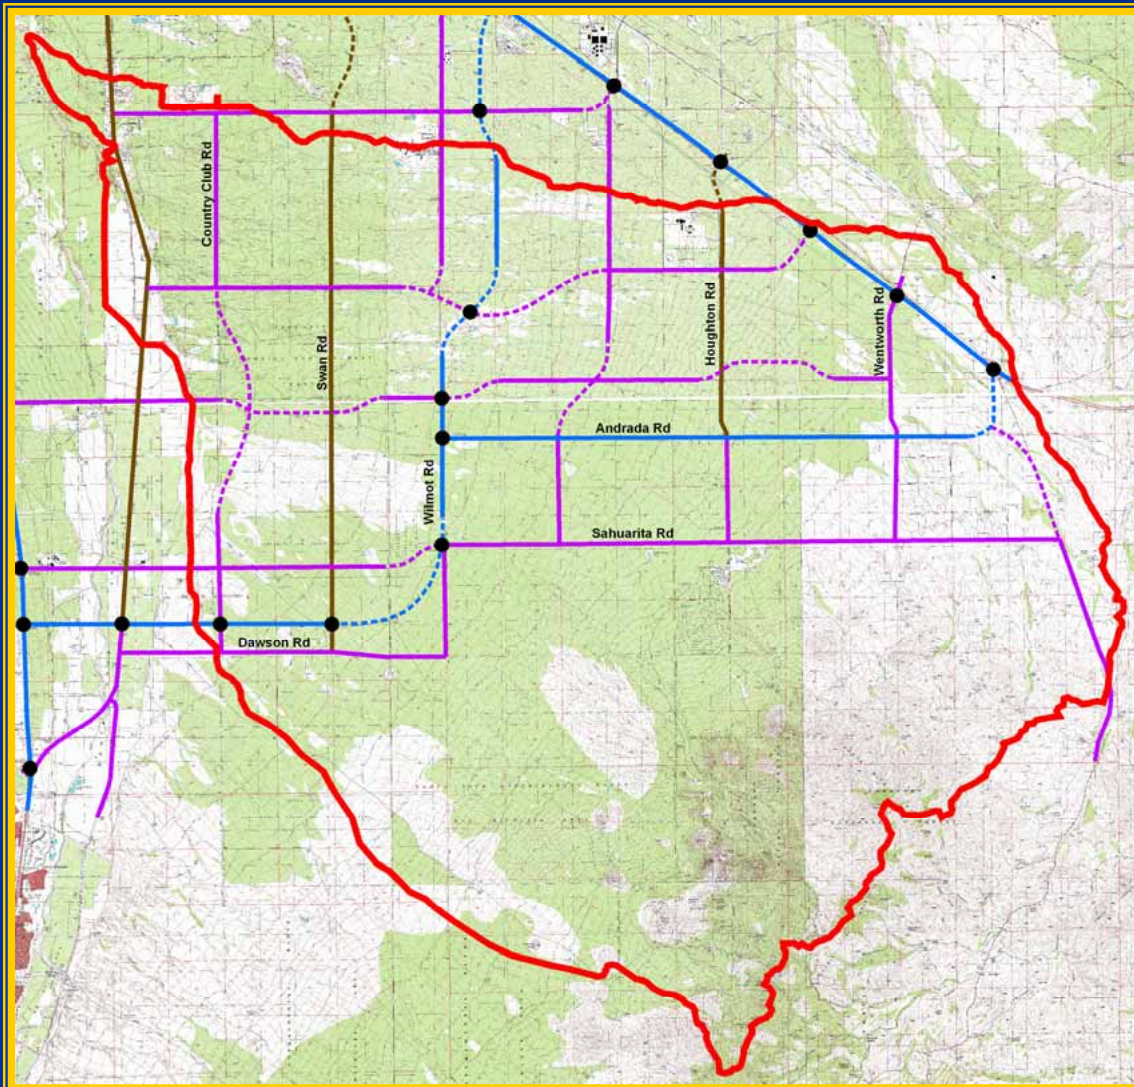 Country Club Rd
Swan Rd
Houghton Rd
Wentworth Rd
Andrada Rd
Wilmot Rd
Sahuarita Rd
Dawson Rd